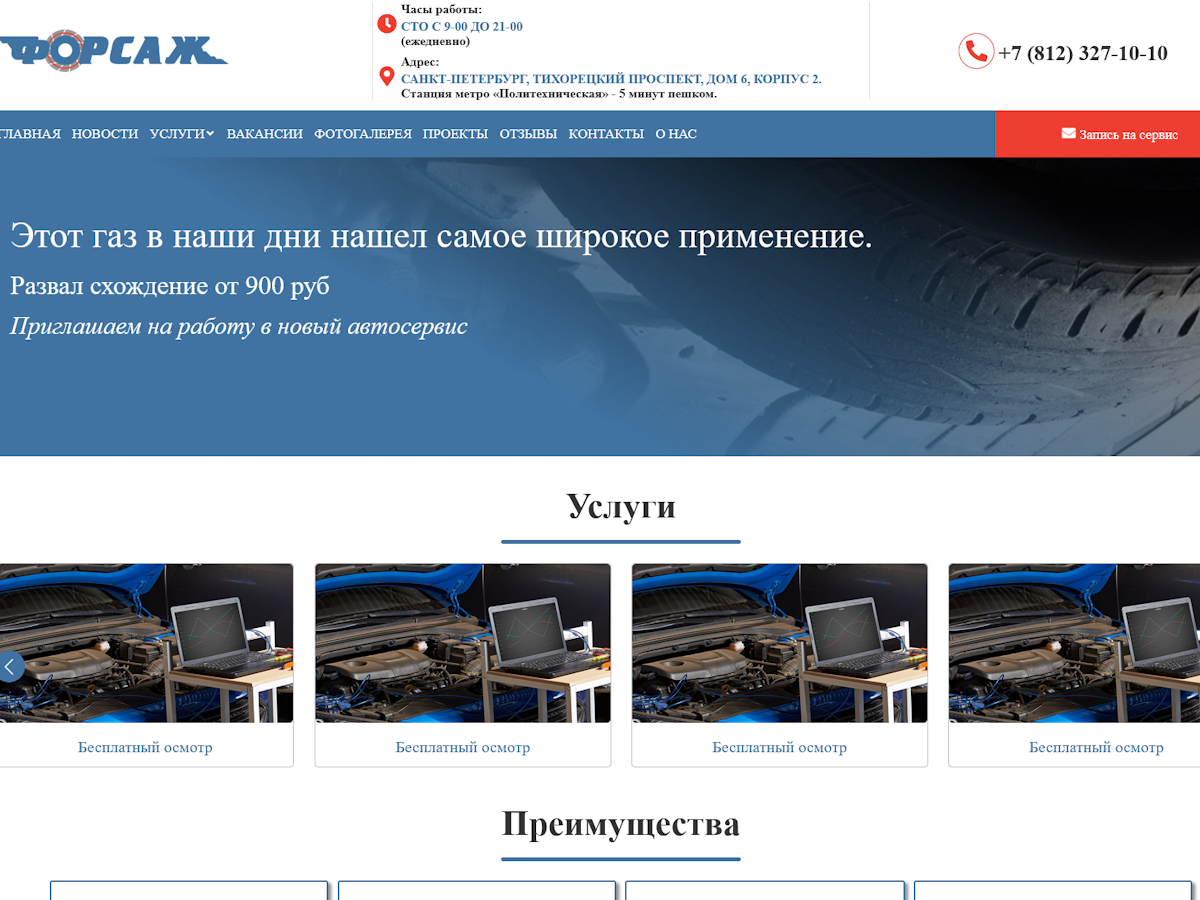 ФОРСАЖ
Часы работы:
СТО С 9-00 ДО 21-00
(ежедневно)
Адрес:
САНКТ-ПЕТЕРБУРГ, ТИХОРЕЦКИЙ ПРОСПЕКТ, ДОМ 6, КОРПУС 2.
Станция метро «Политехническая» - 5 минут пешком.
+7 (812) 327-10-10
ГЛАВНАЯ НОВОСТИ УСЛУГИ ВАКАНСИИ ФОТОГАЛЕРЕЯ ПРОЕКТЫ ОТЗЫВЫ КОНТАКТЫ О НАС
Запись на сервис
Этот газ в наши дни нашел самое широкое применение.
Развал схождение от 900 руб
Приглашаем на работу в новый автосервис
Услуги
Бесплатный осмотр
Бесплатный осмотр
Бесплатный осмотр
Бесплатный осмотр
Преимущества